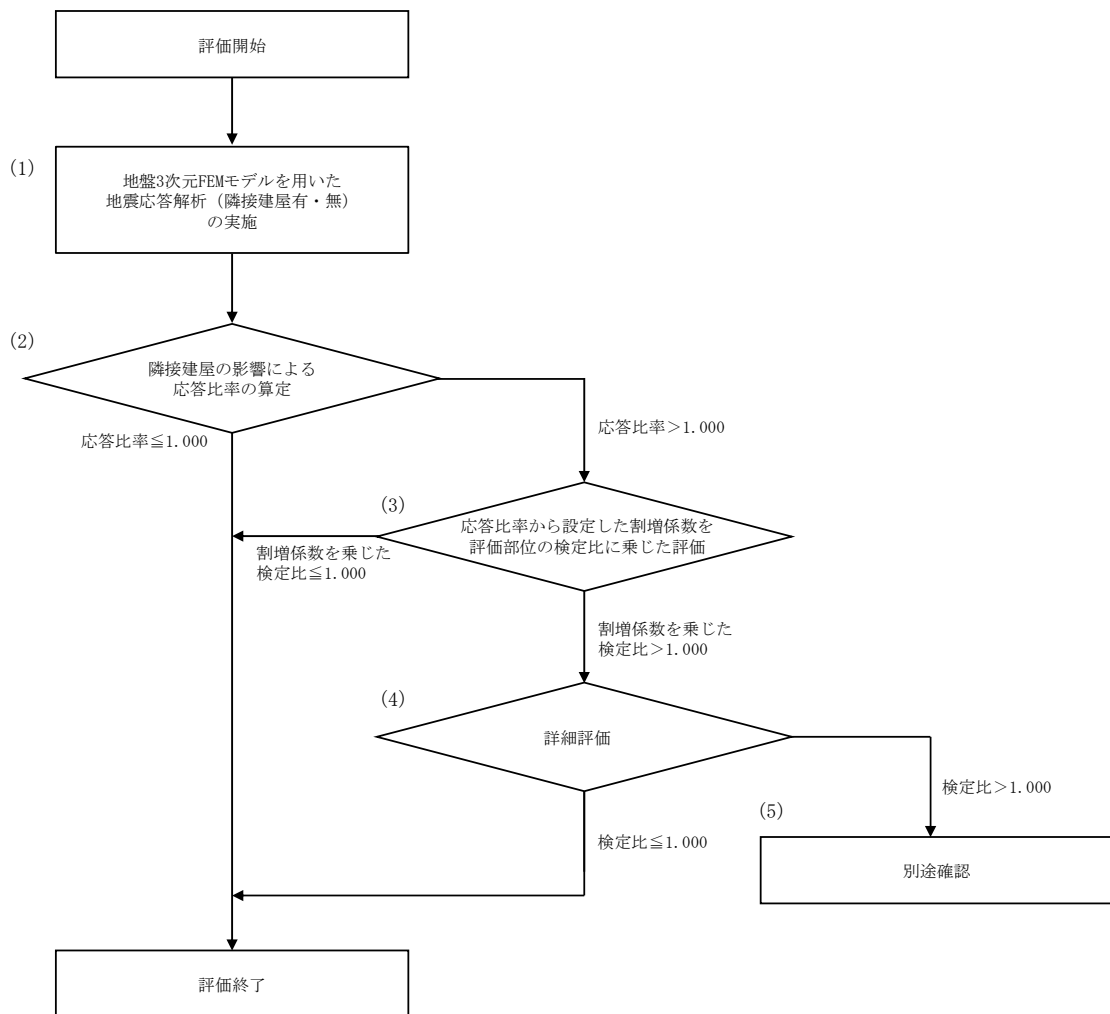 評価開始
(1)
地盤3次元FEMモデルを用いた
地震応答解析（隣接建屋有・無）
の実施
(2)
隣接建屋の影響による
応答比率の算定
応答比率≦1.000
応答比率＞1.000
(3)
応答比率から設定した割増係数を
評価部位の検定比に乗じた評価
割増係数を乗じた
検定比≦1.000
割増係数を乗じた
検定比＞1.000
(4)
詳細評価
検定比＞1.000
検定比≦1.000
(5)
別途確認
評価終了